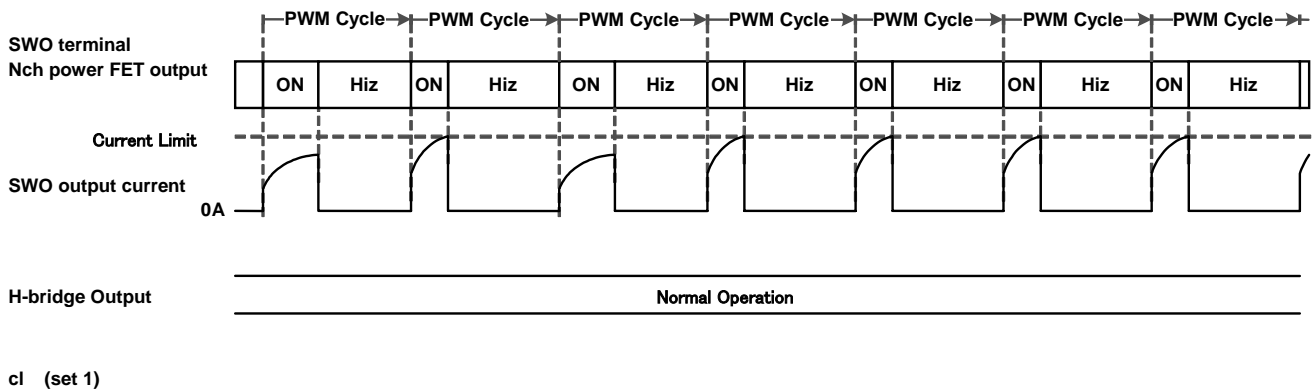 PWM Cycle PWM Cycle PWM Cycle PWM Cycle PWM Cycle PWM Cycle PWM Cycle
SWO terminal
Nch power FET output
ON Hiz ON Hiz ON Hiz ON Hiz ON Hiz ON Hiz ON Hiz
Current Limit
SWO output current
0A
H-bridge Output Normal Operation
cl (set 1)